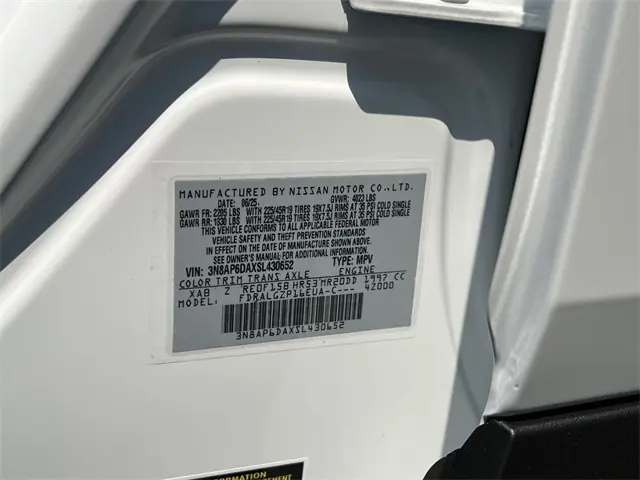 MANUFACTURED BY NISSAN MOTOR CO.,LTD.
DATE: 06/25. GVWR: 4023 LBS
GAWR FR: 2205 LBS WITH 225/45R19 TIRES 19X7.5J RIMS AT 35 PSI COLD SINGLE
GAWR RR: 1830 LBS WITH 225/45R19 TIRES 19X7.5J RIMS AT 35 PSI COLD SINGLE
THIS VEHICLE CONFORMS TO ALL APPLICABLE FEDERAL MOTOR
VEHICLE SAFETY AND THEFT PREVENTION STANDARDS
IN EFFECT ON THE DATE OF MANUFACTURE SHOWN ABOVE.
SEE OWNER'S MANUAL FOR ADDITIONAL INFORMATION
VIN: 3N8AP6DAXSL430652 TYPE: MPV
COLOR TRIM TRANS AXLE ENGINE
XAB Z RE0F15B HR53 MR20DD 1997 CC
MODEL: FDRALGZP16EUA-C--- 4Z000
3N8AP6DAXSL430652